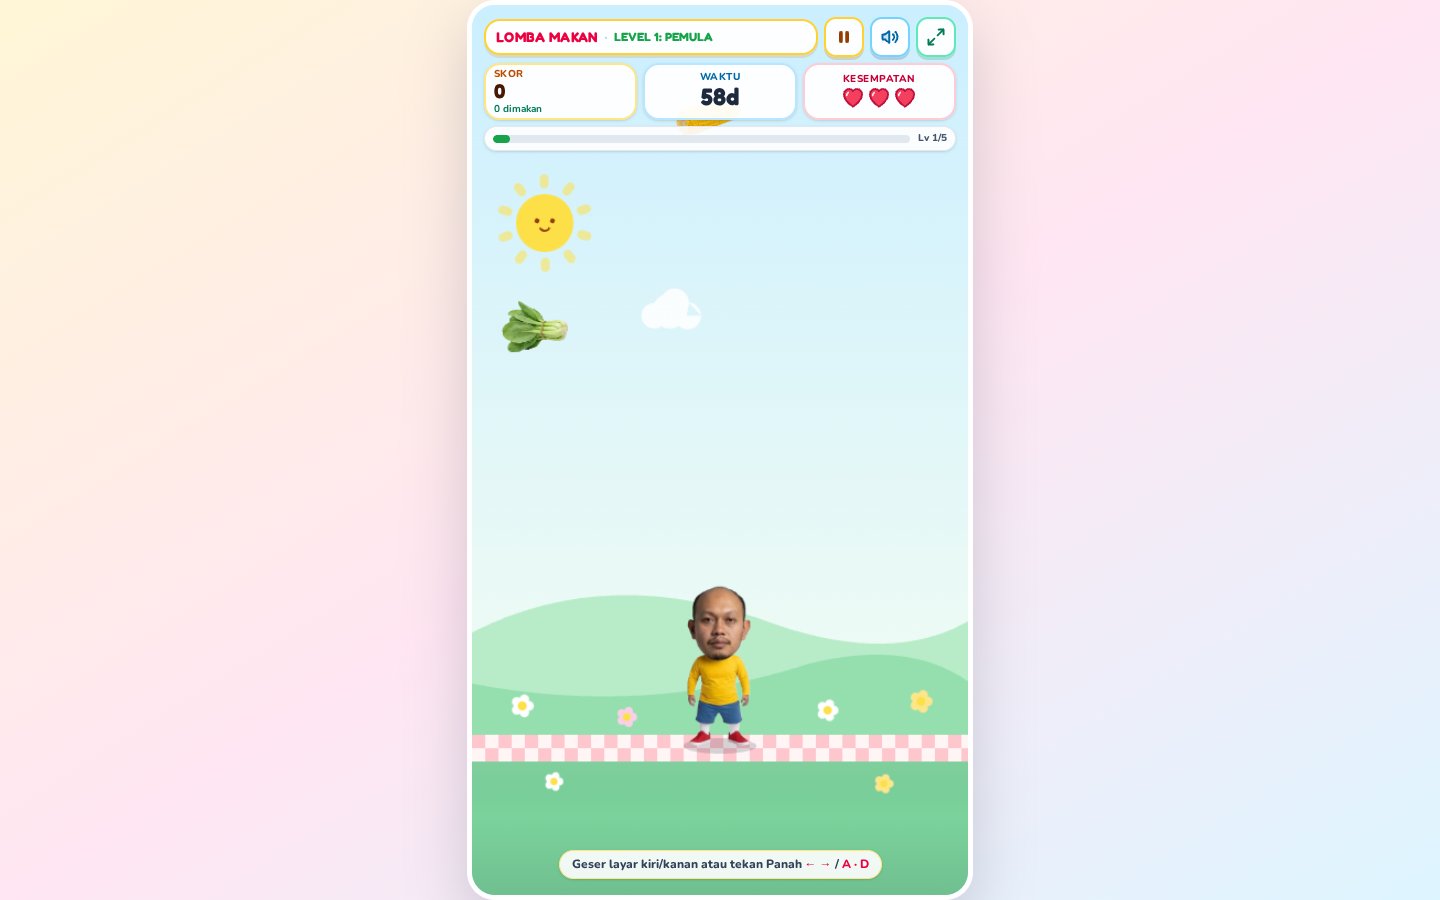 LOMBA MAKAN · LEVEL 1: PEMULA
SKOR
0
0 dimakan
WAKTU
58d
KESEMPATAN
Lv 1/5
Geser layar kiri/kanan atau tekan Panah ← → / A · D